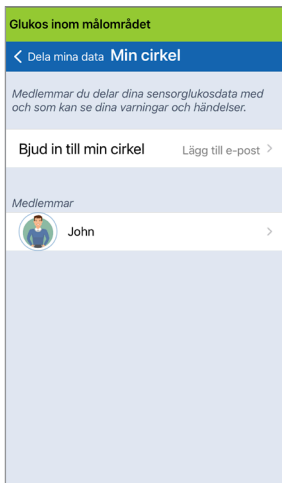 Glukos inom målområdet
Dela mina data Min cirkel
Medlemmar du delar dina sensorglukosdata med
och som kan se dina varningar och händelser.
Bjud in till min cirkel Lägg till e-post
Medlemmar
John